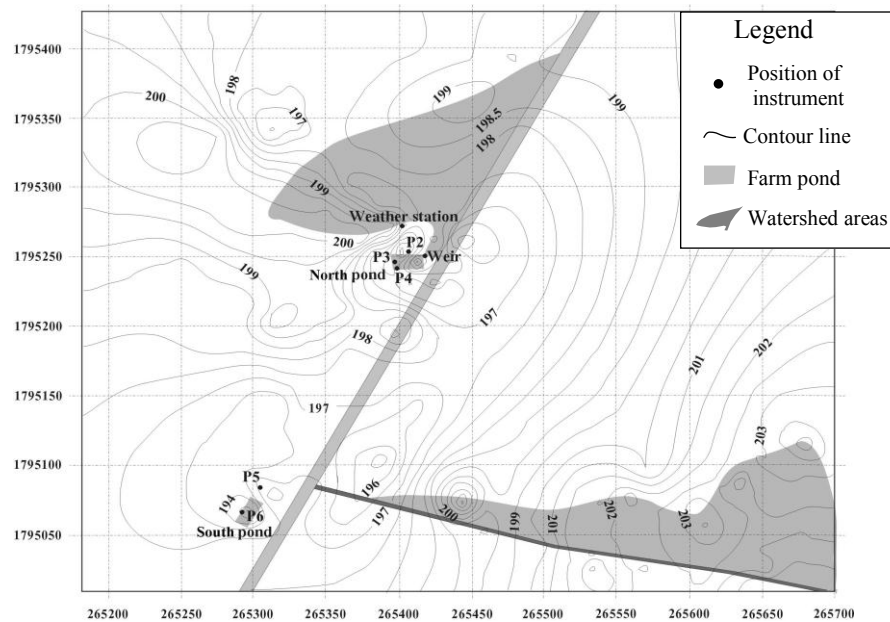 Legend
Position of
instrument
Contour line
Farm pond
Watershed areas
1795400
1795350
1795300
1795250
1795200
1795150
1795100
1795050
265200
265250
265300
265350
265400
265450
265500
265550
265600
265650
265700
200
198
197
199
198.5
198
199
199
Weather station
200
P2
P3
Weir
North pond
P4
199
197
198
201
202
197
203
P5
194
P6
South pond
196
197
200
199
201
202
203